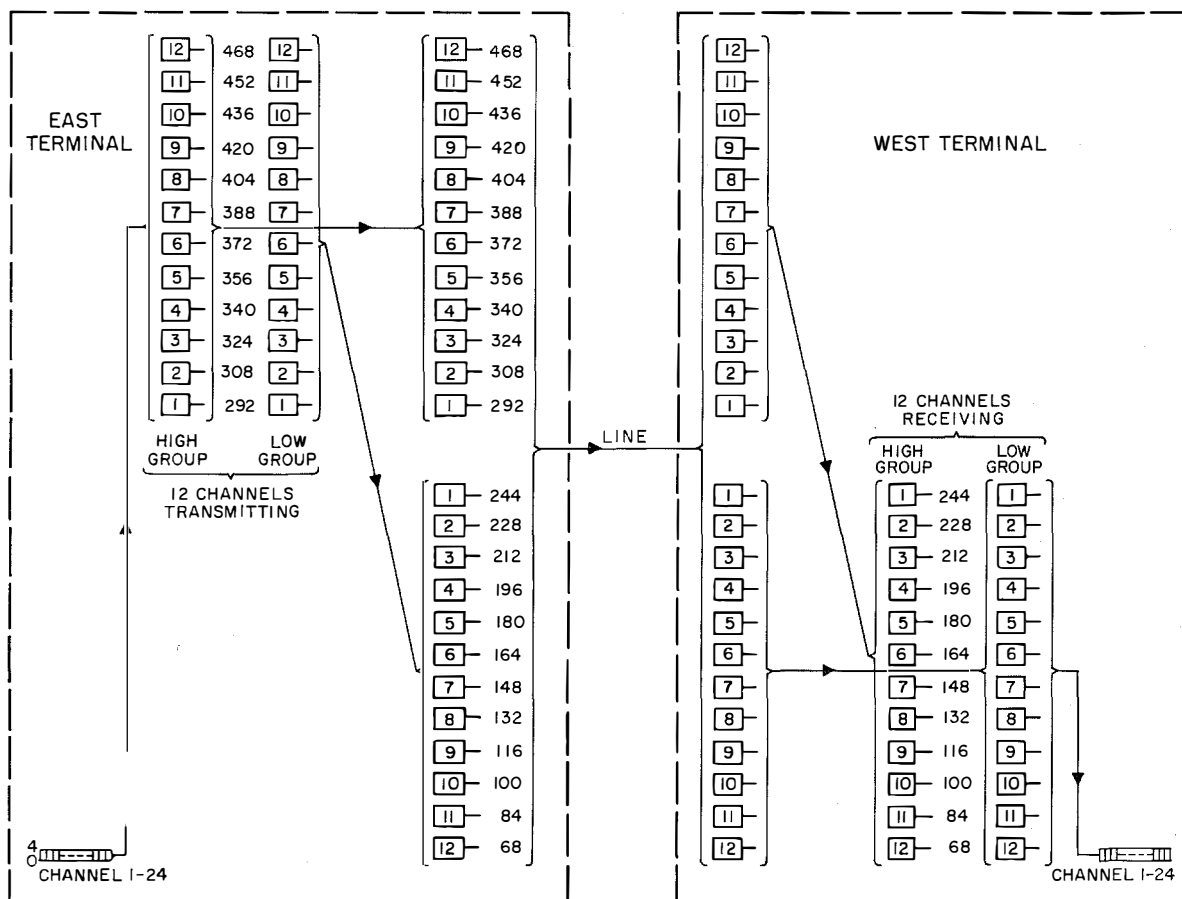 12 468 12 12 468 12
11 452 11 11 452 11
10 436 10 10 436 10
EAST TERMINAL
9 420 9 9 420 9
WEST TERMINAL
8 404 8 8 404 8
7 388 7 7 388 7
6 372 6 6 372 6
5 356 5 5 356 5
4 340 4 4 340 4
3 324 3 3 324 3
2 308 2 2 308 2
1 292 1 1 292 1
HIGH GROUP
LOW GROUP
12 CHANNELS TRANSMITTING
LINE
12 CHANNELS RECEIVING
HIGH GROUP
LOW GROUP
1 244 1 1 244 1
2 228 2 2 228 2
3 212 3 3 212 3
4 196 4 4 196 4
5 180 5 5 180 5
6 164 6 6 164 6
7 148 7 7 148 7
8 132 8 8 132 8
9 116 9 9 116 9
10 100 10 10 100 10
11 84 11 11 84 11
12 68 12 12 68 12
4
0
CHANNEL 1-24
CHANNEL 1-24